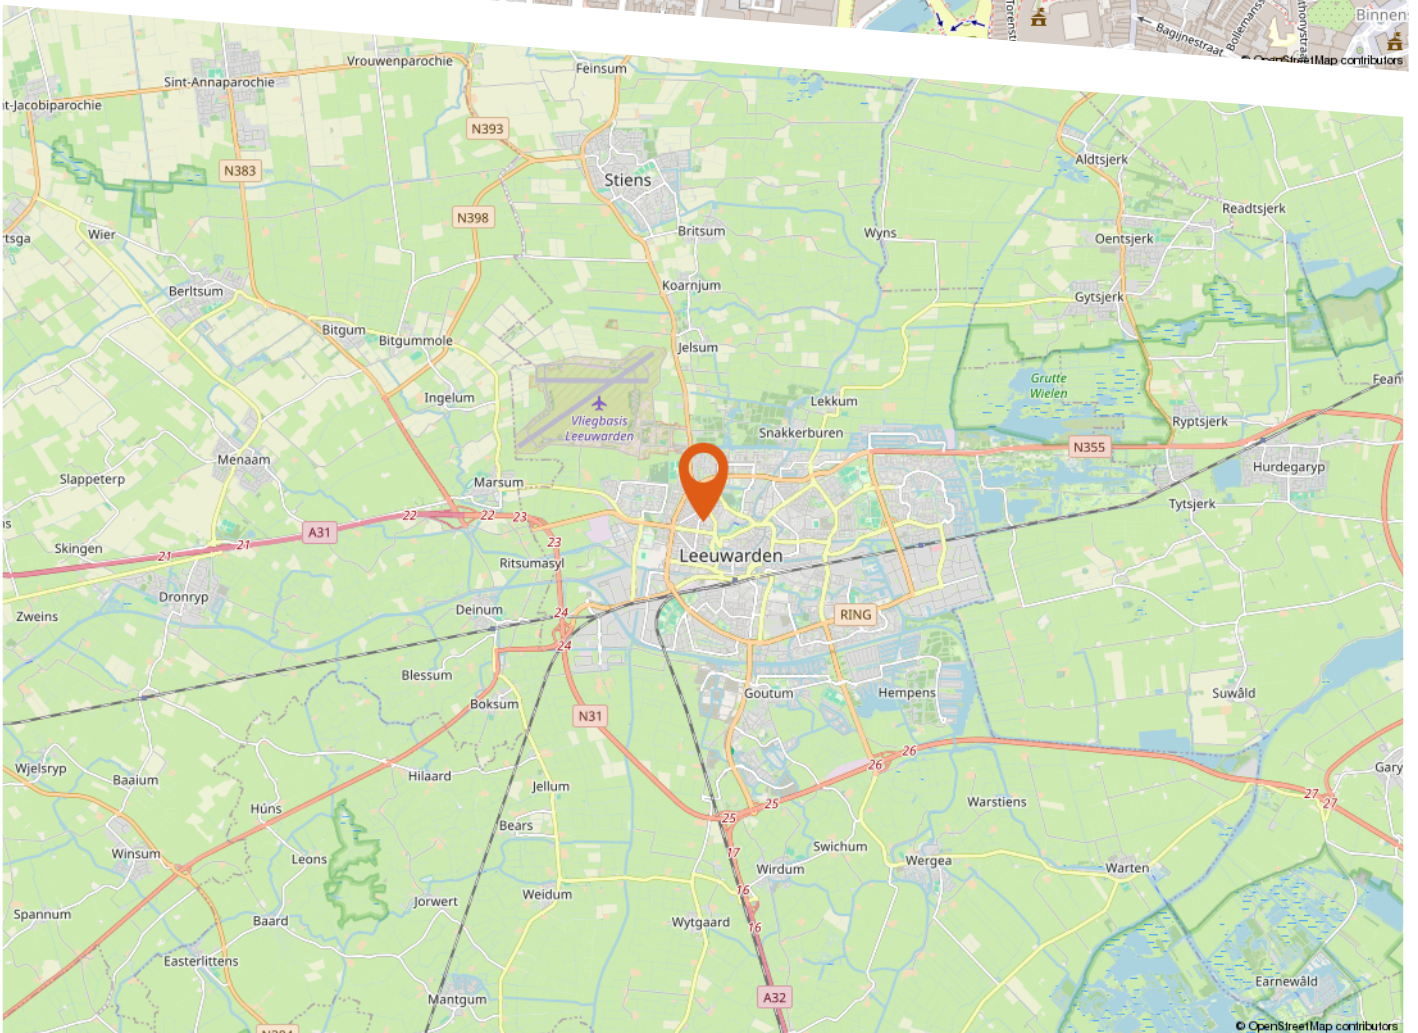 Bagijnestraat
© OpenStreetMap contributors
Vrouwenparochie
Feinsum
Sint-Annaparochie
t-Jacobiparochie
N393
Aldtsjerk
N383
Stiens
Readtsjerk
N398
Britsum
Wyns
rtsga
Wier
Oentsjerk
Koarnjum
Berltsum
Gytsjerk
Bitgum
Bitgummole
Jelsum
Grutte
Wielen
Ingelum
Lekkum
Vliegbasis
Leeuwarden
Snakkerburen
Ryptsjerk
N355
Menaam
Hurdegaryp
Slappeterp
Marsum
Tytsjerk
22
22
23
A31
23
21
21
Skingen
Leeuwarden
Ritsumasyl
Dronryp
Deinum
24
RING
Zweins
24
Blessum
Goutum
Hempens
Suwâld
Boksum
N31
26
26
Wjelsryp
Baaium
Hilaard
Gary
Jellum
27
27
Húns
25
Warstiens
25
Bears
Swichum
17
Winsum
Leons
Wergea
Wirdum
Warten
16
Weidum
Jorwert
Spannum
Baard
Wytgaard
16
Easterlittens
Earnewâld
Mantgum
A32
© OpenStreetMap contributors